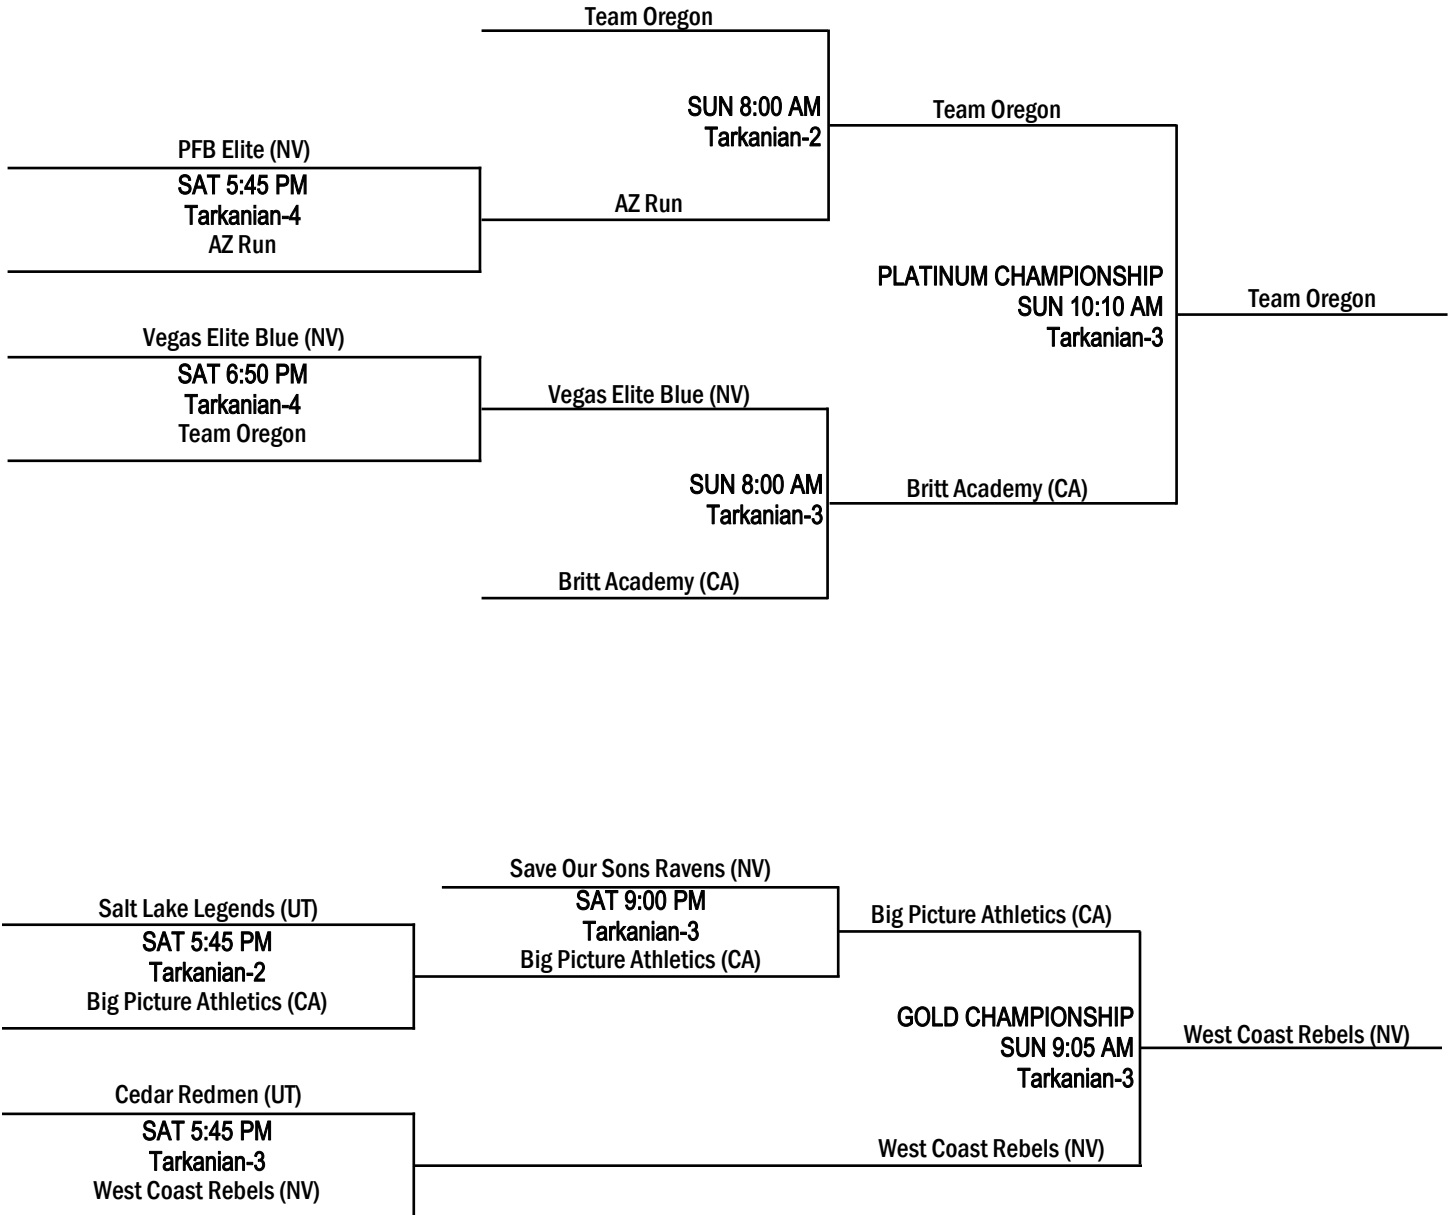 Team Oregon
SUN 8:00 AM
Tarkanian-2
Team Oregon
PFB Elite (NV)
SAT 5:45 PM
Tarkanian-4
AZ Run
AZ Run
PLATINUM CHAMPIONSHIP
SUN 10:10 AM
Tarkanian-3
Team Oregon
Vegas Elite Blue (NV)
SAT 6:50 PM
Tarkanian-4
Team Oregon
Vegas Elite Blue (NV)
SUN 8:00 AM
Tarkanian-3
Britt Academy (CA)
Britt Academy (CA)
Save Our Sons Ravens (NV)
SAT 9:00 PM
Tarkanian-3
Big Picture Athletics (CA)
Big Picture Athletics (CA)
Salt Lake Legends (UT)
SAT 5:45 PM
Tarkanian-2
Big Picture Athletics (CA)
GOLD CHAMPIONSHIP
SUN 9:05 AM
Tarkanian-3
West Coast Rebels (NV)
Cedar Redmen (UT)
SAT 5:45 PM
Tarkanian-3
West Coast Rebels (NV)
West Coast Rebels (NV)